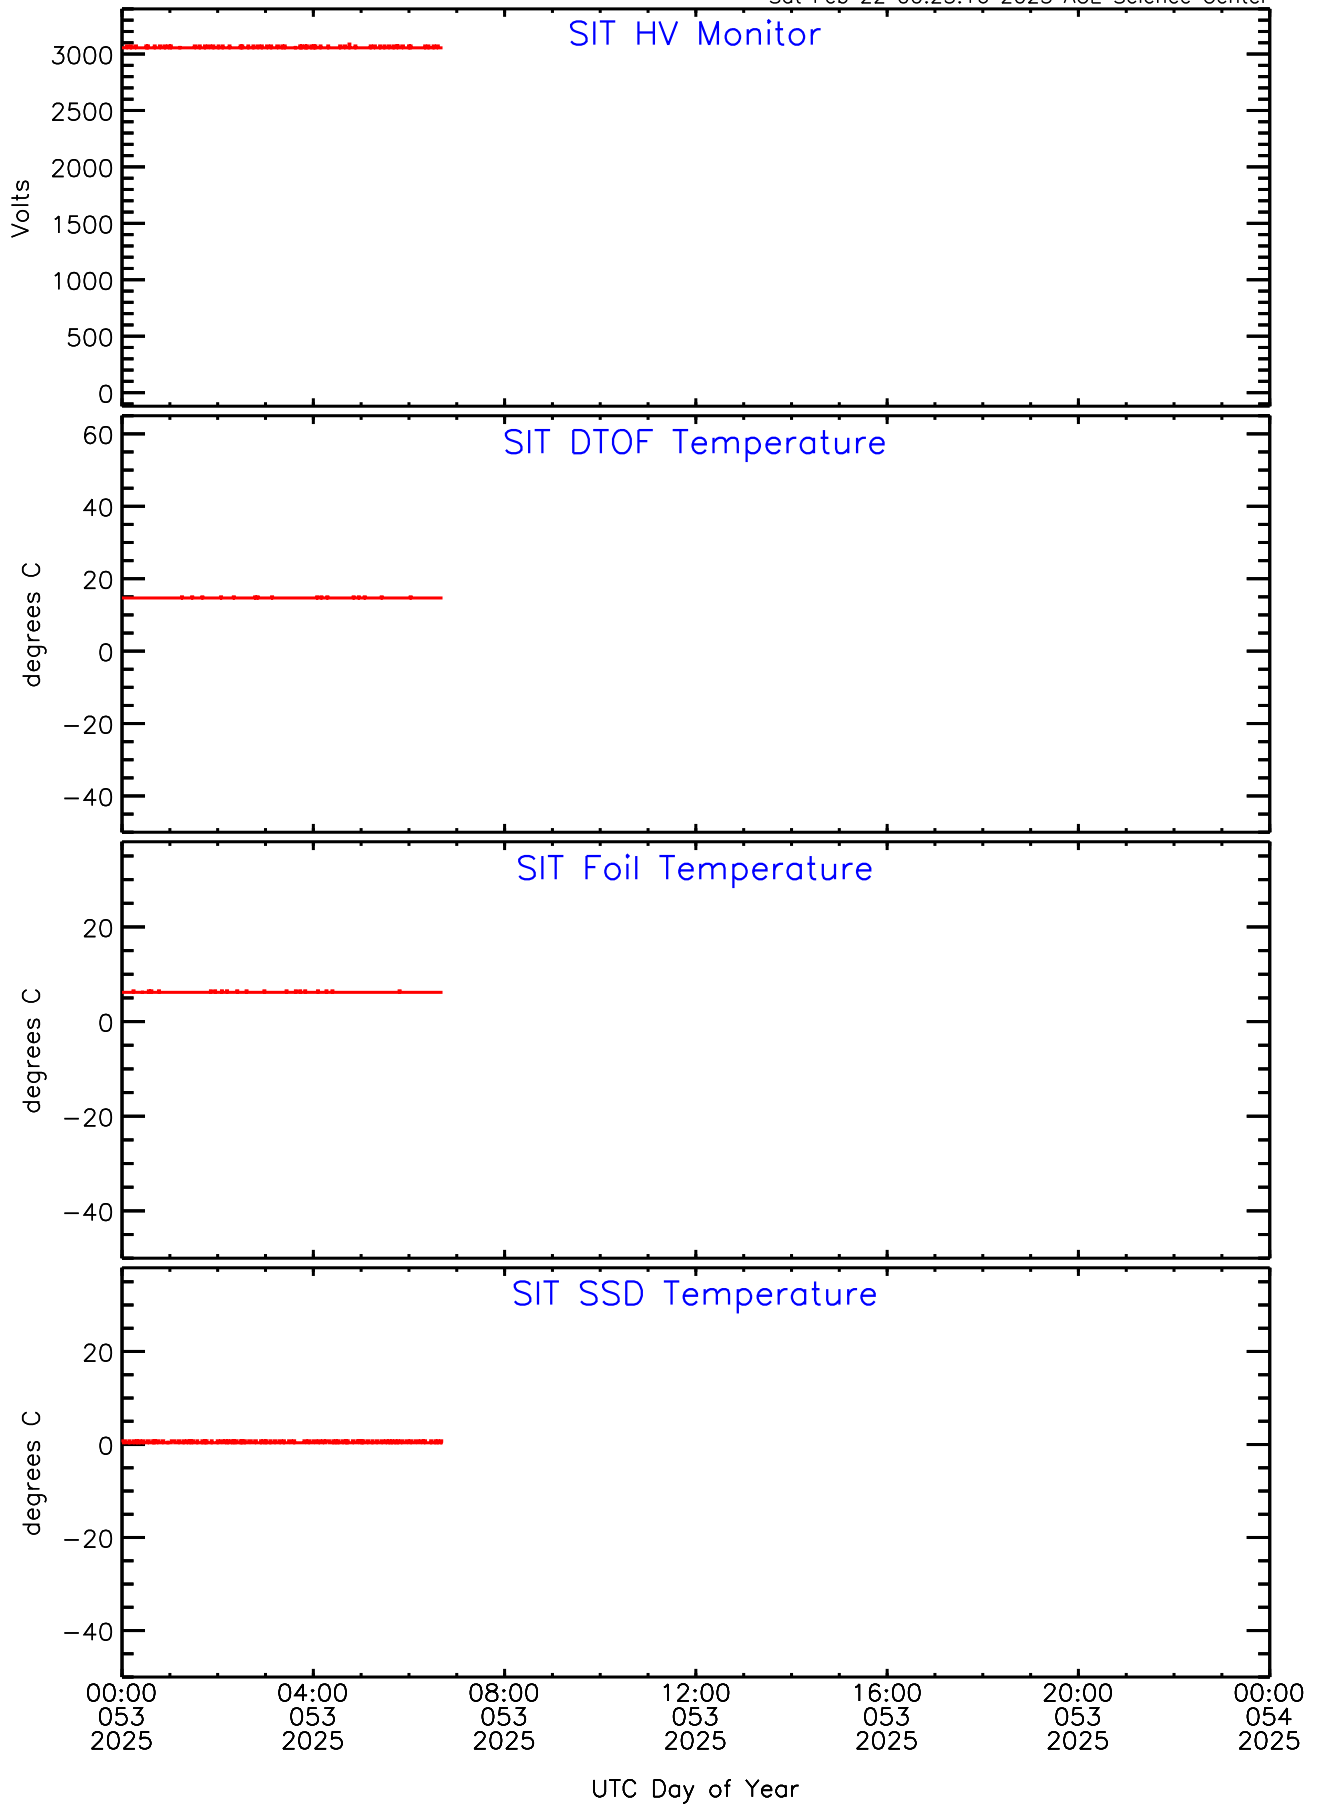 SIT HV Monitor
3000
2500
2000
1500
1000
500
0
Volts
SIT DTOF Temperature
60
40
20
0
-20
-40
degrees C
SIT Foil Temperature
20
0
-20
-40
degrees C
SIT SSD Temperature
20
0
-20
-40
degrees C
00:00 04:00 08:00 12:00 16:00 20:00 00:00
053 053 053 053 053 053 054
2025 2025 2025 2025 2025 2025 2025
UTC Day of Year